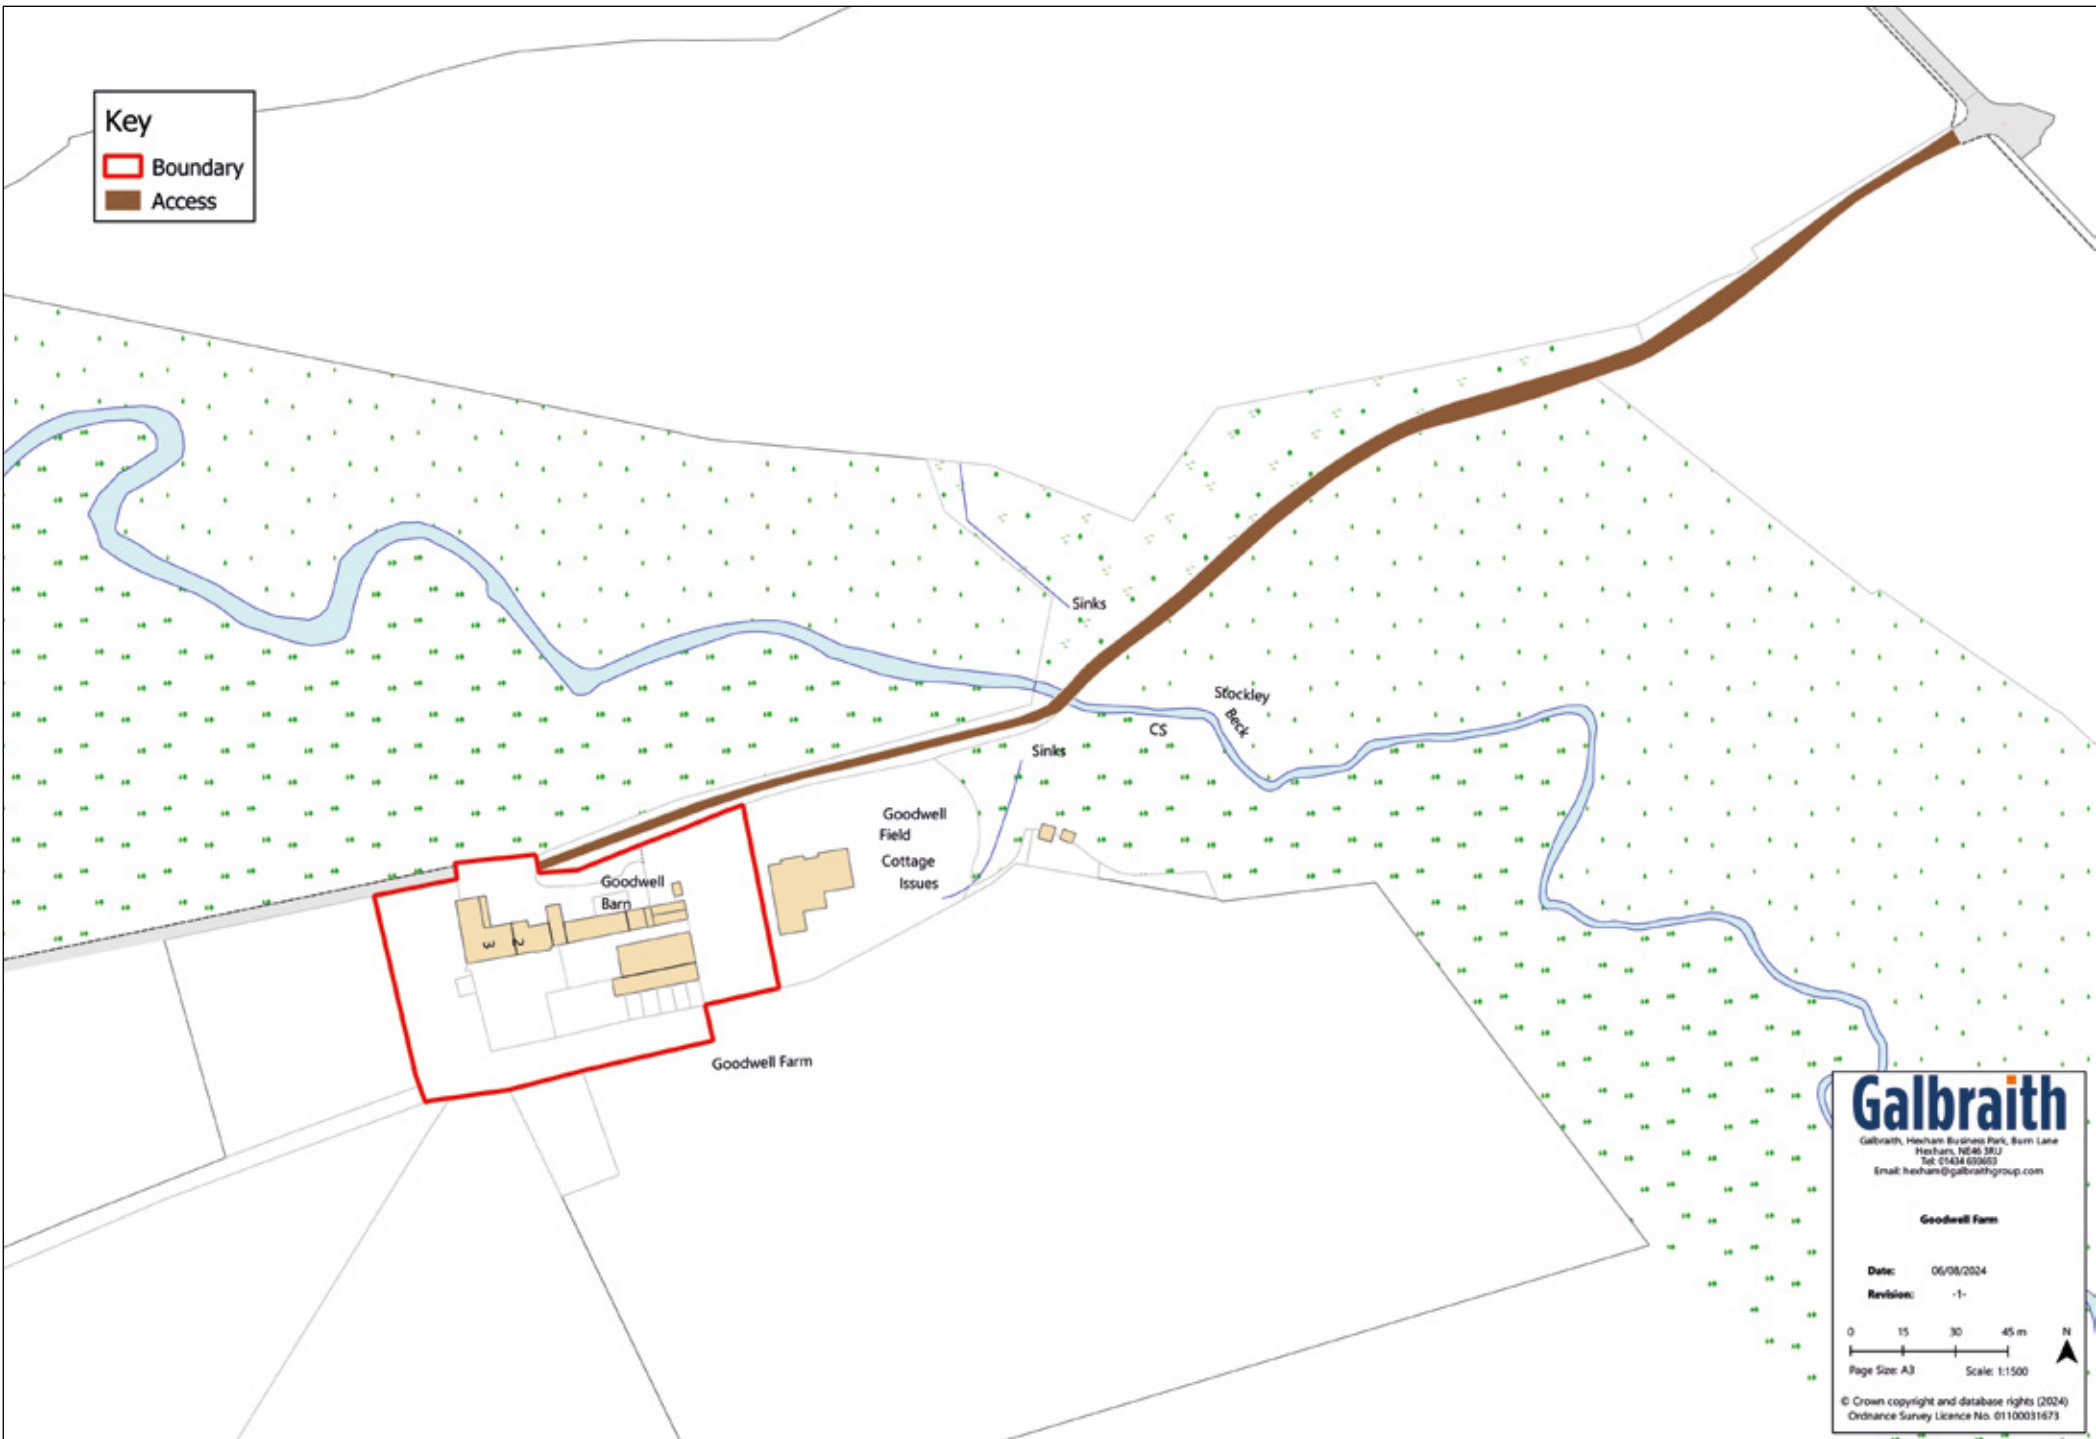 Key
Boundary
Access
Sinks
Stockley
Beck
CS
Sinks
Goodwell
Field
Cottage
Issues
Goodwell
Barn
3
2
Goodwell Farm
Galbraith
Galbraith, Hexham Business Park, Burn Lane
Hexham, NE46 3RU
Tel: 01434 693693
Email: hexham@galbraithgroup.com
Goodwell Farm
Date: 06/08/2024
Revision: -1-
0 15 30 45 m N
Page Size: A3 Scale: 1:1500
© Crown copyright and database rights (2024)
Ordnance Survey Licence No. 01100031673